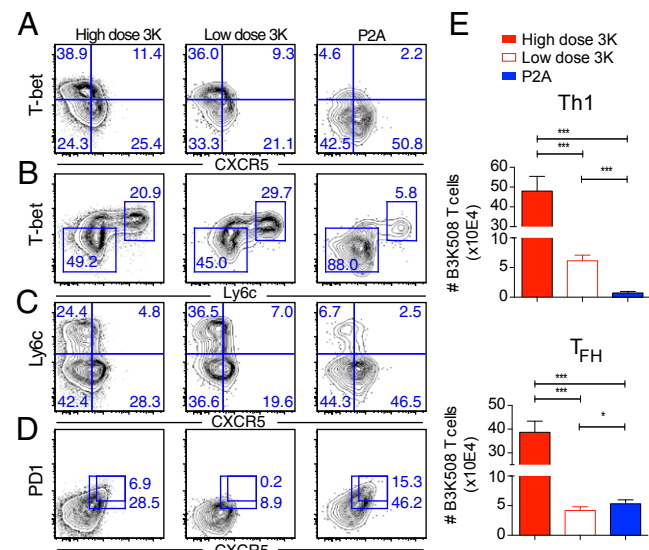 A
High dose 3K
Low dose 3K
P2A
38.9 11.4
36.0 9.3
4.6 2.2
T-bet
24.3 25.4
33.3 21.1
42.5 50.8
CXCR5
B
20.9
29.7
5.8
T-bet
49.2
45.0
88.0
Ly6c
C
24.4 4.8
36.5 7.0
6.7 2.5
Ly6c
42.4 28.3
36.6 19.6
44.3 46.5
CXCR5
D
PD1
6.9
28.5
0.2
8.9
15.3
46.2
CXCR5
E
High dose 3K
Low dose 3K
P2A
Th1
***
***
***
# B3K508 T cells
(x10E4)
60
50
40
30
10
5
0
TFH
***
***
*
# B3K508 T cells
(x10E4)
50
40
30
10
5
0